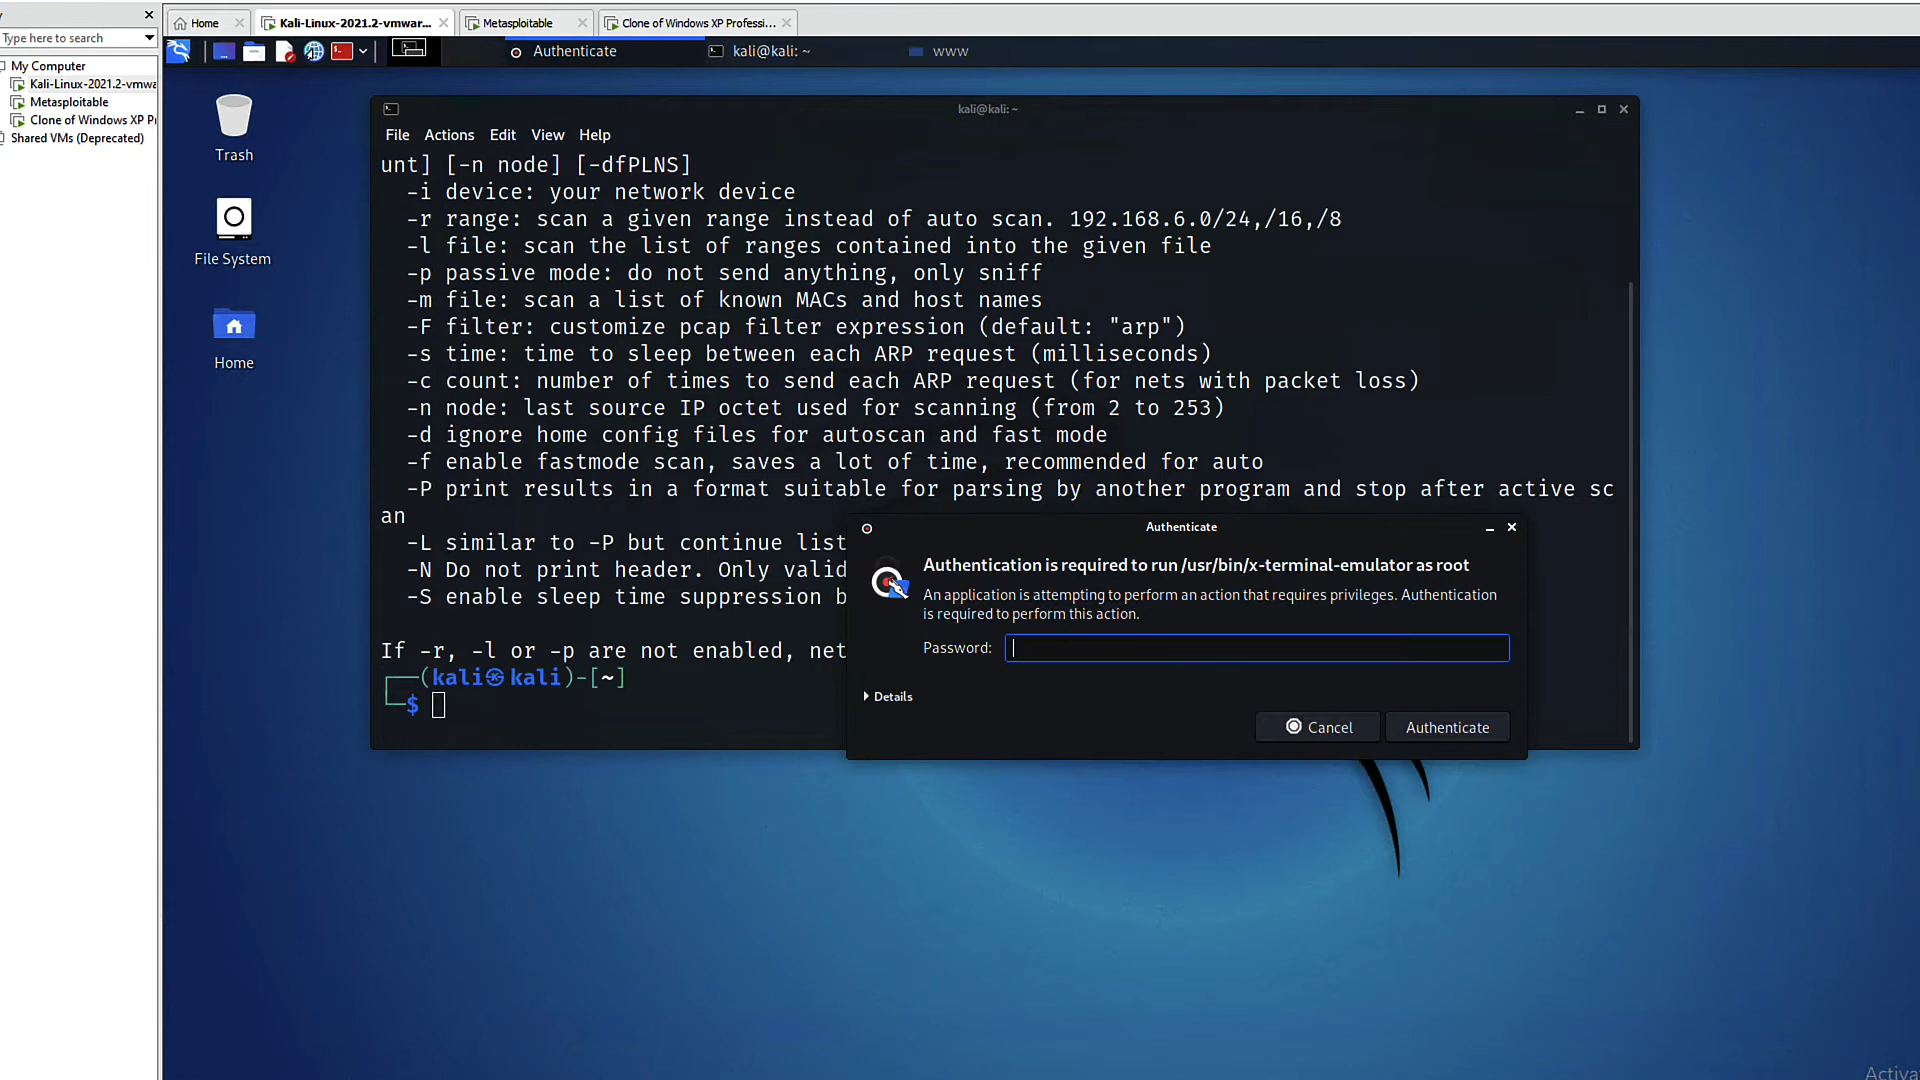 Type here to search
My Computer
Kali-Linux-2021.2-vmwa
Metasploitable
Clone of Windows XP Pr
Shared VMs (Deprecated)
Home
Kali-Linux-2021.2-vmwar...
Metasploitable
Clone of Windows XP Professi...
Authenticate
kali@kali: ~
www
Trash
File System
Home
kali@kali: ~
File Actions Edit View Help
unt] [-n node] [-dfPLNS]
-i device: your network device
-r range: scan a given range instead of auto scan. 192.168.6.0/24,/16,/8
-l file: scan the list of ranges contained into the given file
-p passive mode: do not send anything, only sniff
-m file: scan a list of known MACs and host names
-F filter: customize pcap filter expression (default: "arp")
-s time: time to sleep between each ARP request (milliseconds)
-c count: number of times to send each ARP request (for nets with packet loss)
-n node: last source IP octet used for scanning (from 2 to 253)
-d ignore home config files for autoscan and fast mode
-f enable fastmode scan, saves a lot of time, recommended for auto
-P print results in a format suitable for parsing by another program and stop after active sc
an
-L similar to -P but continue list
-N Do not print header. Only valid
-S enable sleep time suppression b
If -r, -l or -p are not enabled, net
(kali㉿kali)-[~]
$
Authenticate
Authentication is required to run /usr/bin/x-terminal-emulator as root
An application is attempting to perform an action that requires privileges. Authentication
is required to perform this action.
Password:
Details
Cancel
Authenticate
Activa